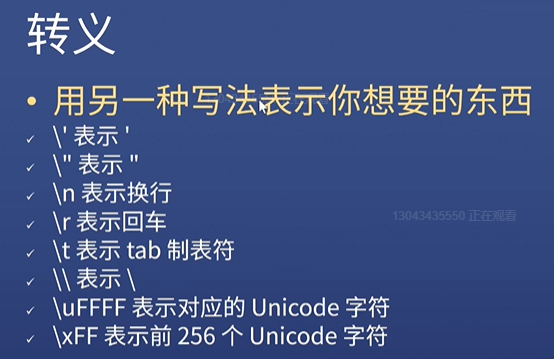 转义
• 用另一种写法表示你想要的东西
✓ \' 表示 '
✓ \" 表示 "
✓ \n 表示换行
✓ \r 表示回车
13043435550 正在观看
✓ \t 表示 tab 制表符
✓ \\ 表示 \
✓ \uFFFF 表示对应的 Unicode 字符
✓ \xFF 表示前 256 个 Unicode 字符